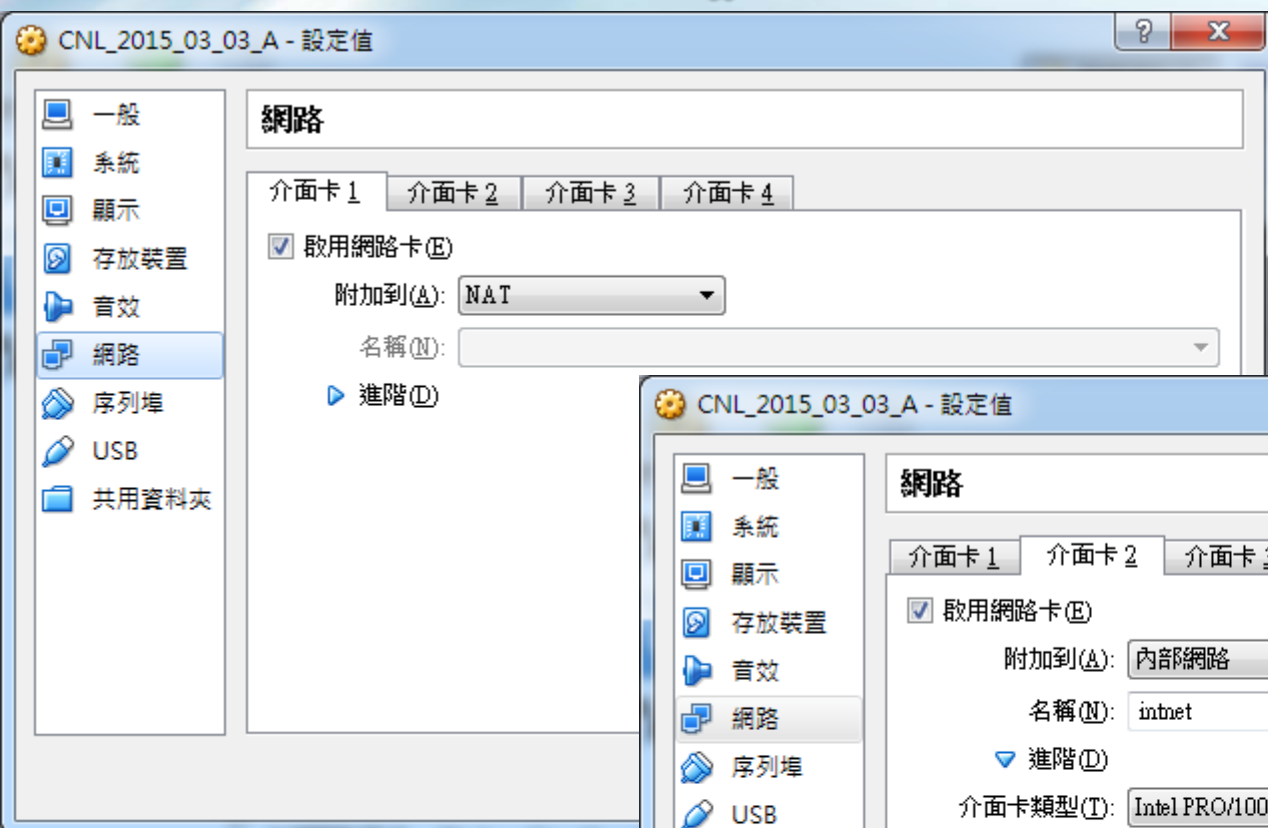 CNL_2015_03_03_A - 設定值
一般
系統
顯示
存放裝置
音效
網路
序列埠
USB
共用資料夾
網路
介面卡 1 介面卡 2 介面卡 3 介面卡 4
啟用網路卡(E)
附加到(A): NAT
名稱(N):
進階(D)
CNL_2015_03_03_A - 設定值
一般
系統
顯示
存放裝置
音效
網路
序列埠
USB
網路
介面卡 1 介面卡 2 介面卡
啟用網路卡(E)
附加到(A): 內部網路
名稱(N): intnet
進階(D)
介面卡類型(T): Intel PRO/100